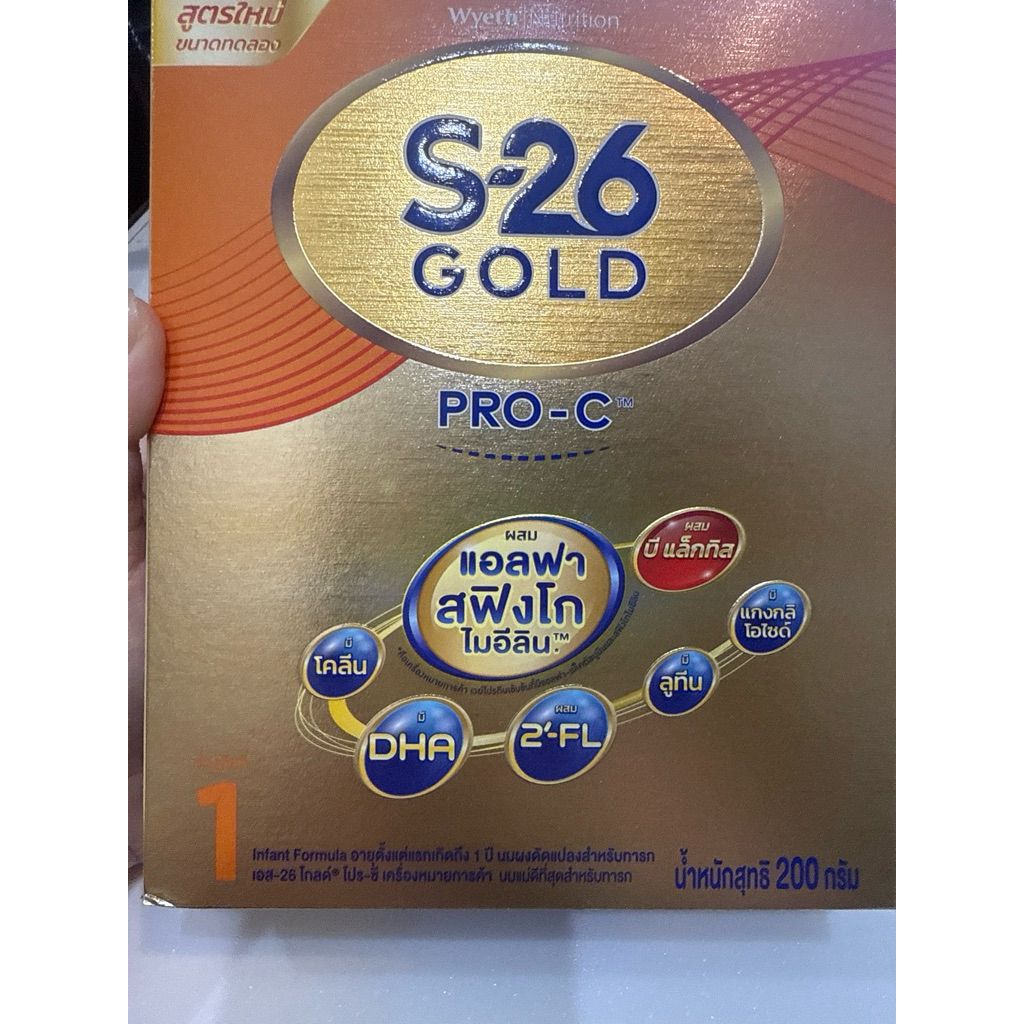 สูตรใหม่
ขนาดทดลอง
Wyeth Nutrition
S-26
GOLD
PRO-C™
ผสม
แอลฟา
สฟิงโก
ไมอีลิน™
ผสม
บี แล็กทิส
มี
แกงกลิ
โอไซด์
มี
ลูทีน
ผสม
2'-FL
มี
DHA
มี
โคลีน
1
Infant Formula อายุตั้งแต่แรกเกิดถึง 1 ปี นมผงดัดแปลงสำหรับทารก
เอส-26 โกลด์® โปร-ซี เครื่องหมายการค้า นมแม่ดีที่สุดสำหรับทารก
น้ำหนักสุทธิ 200 กรัม